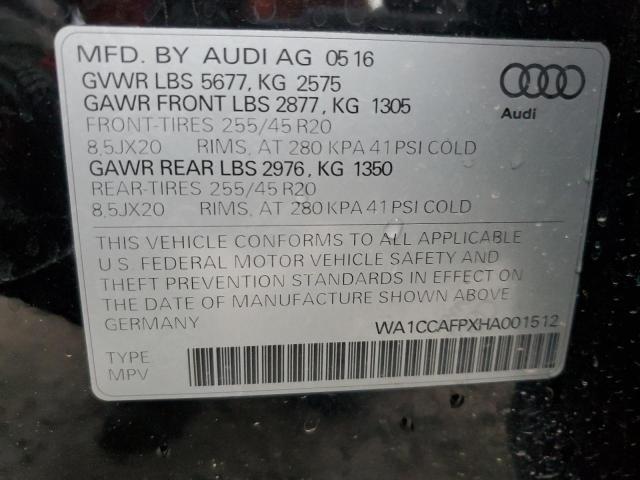 MFD. BY AUDI AG 05 16
GVWR LBS 5677, KG 2575
GAWR FRONT LBS 2877, KG 1305
FRONT-TIRES 255/45 R20
8,5JX20 RIMS, AT 280 KPA 41 PSI COLD
GAWR REAR LBS 2976, KG 1350
REAR-TIRES 255/45 R20
8,5JX20 RIMS, AT 280 KPA 41 PSI COLD
Audi
THIS VEHICLE CONFORMS TO ALL APPLICABLE
U.S. FEDERAL MOTOR VEHICLE SAFETY AND
THEFT PREVENTION STANDARDS IN EFFECT ON
THE DATE OF MANUFACTURE SHOWN ABOVE
GERMANY
WA1CCAFPXHA001512
TYPE
MPV